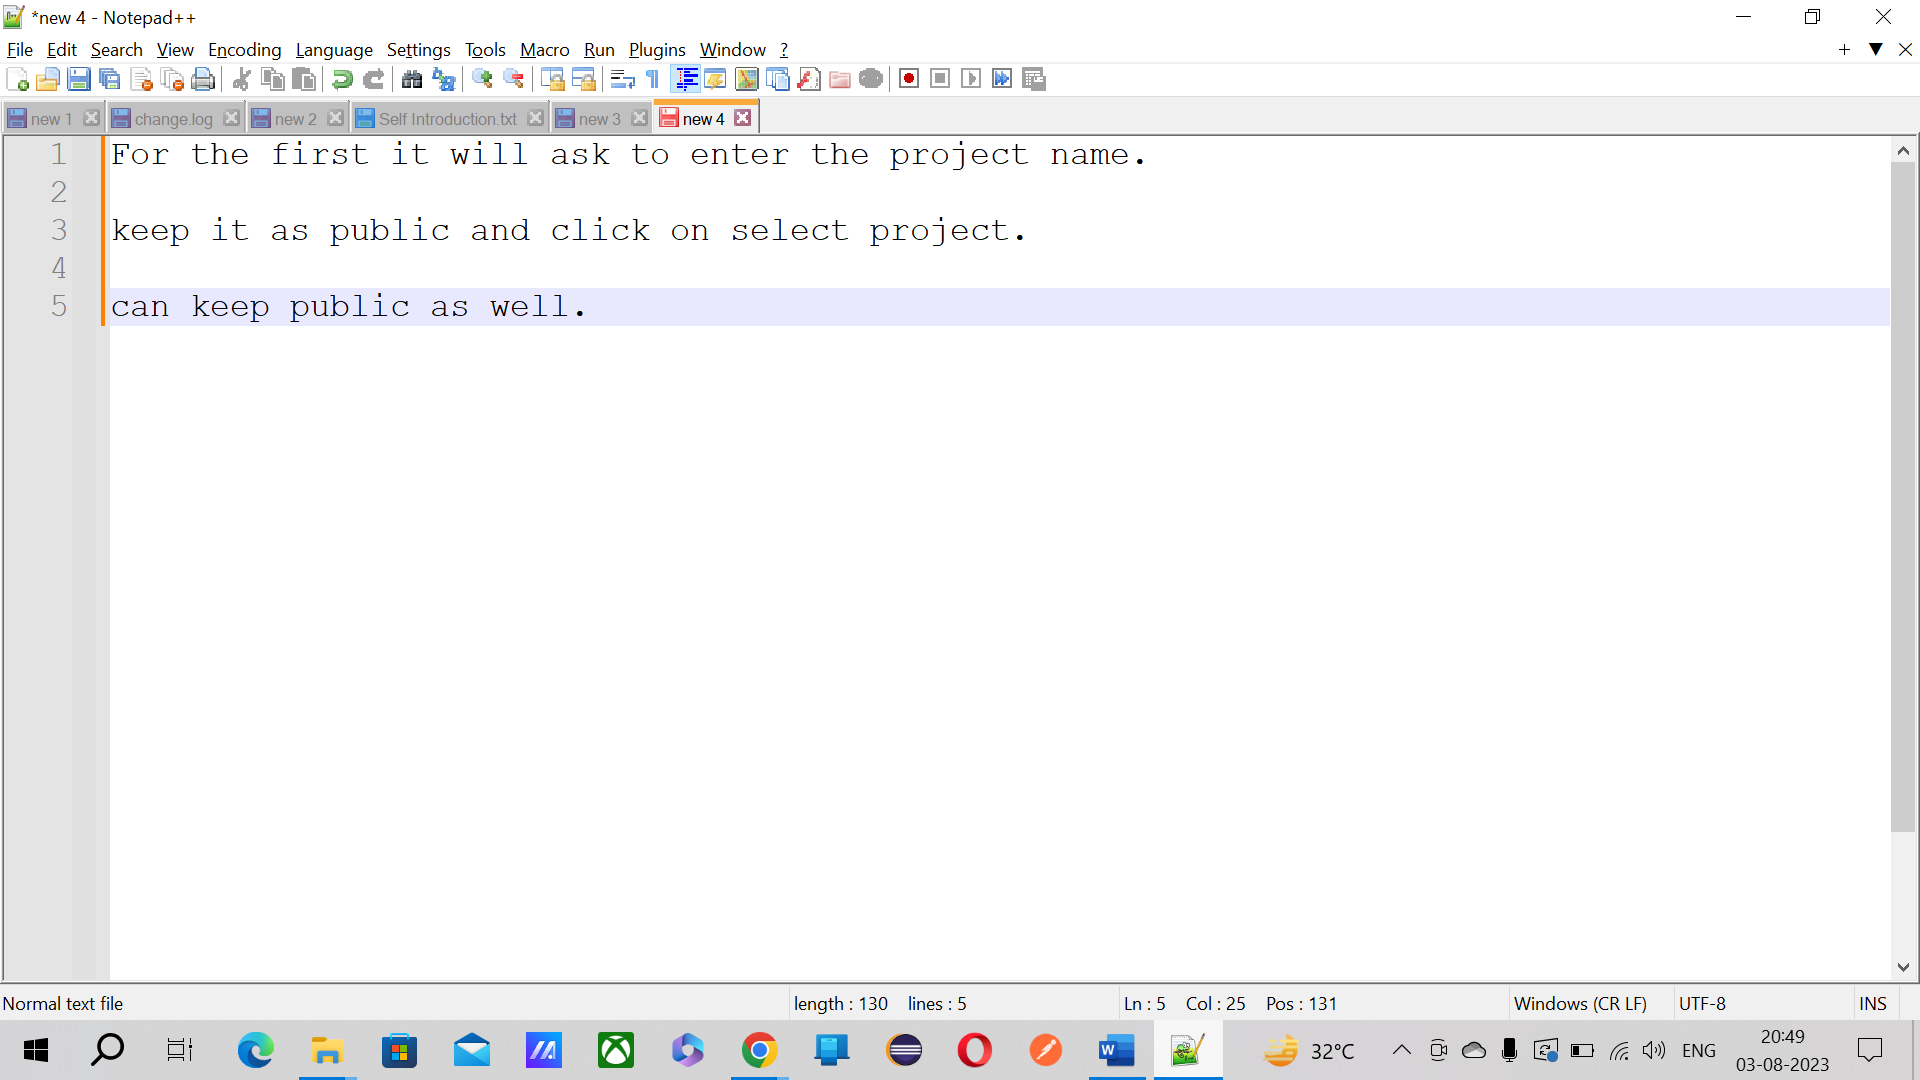 *new 4 - Notepad++
File Edit Search View Encoding Language Settings Tools Macro Run Plugins Window ?
new 1 change.log new 2 Self Introduction.txt new 3 new 4
1 For the first it will ask to enter the project name.
2
3 keep it as public and click on select project.
4
5 can keep public as well.
Normal text file length : 130 lines : 5 Ln : 5 Col : 25 Pos : 131 Windows (CR LF) UTF-8 INS
32°C ENG 20:49
03-08-2023